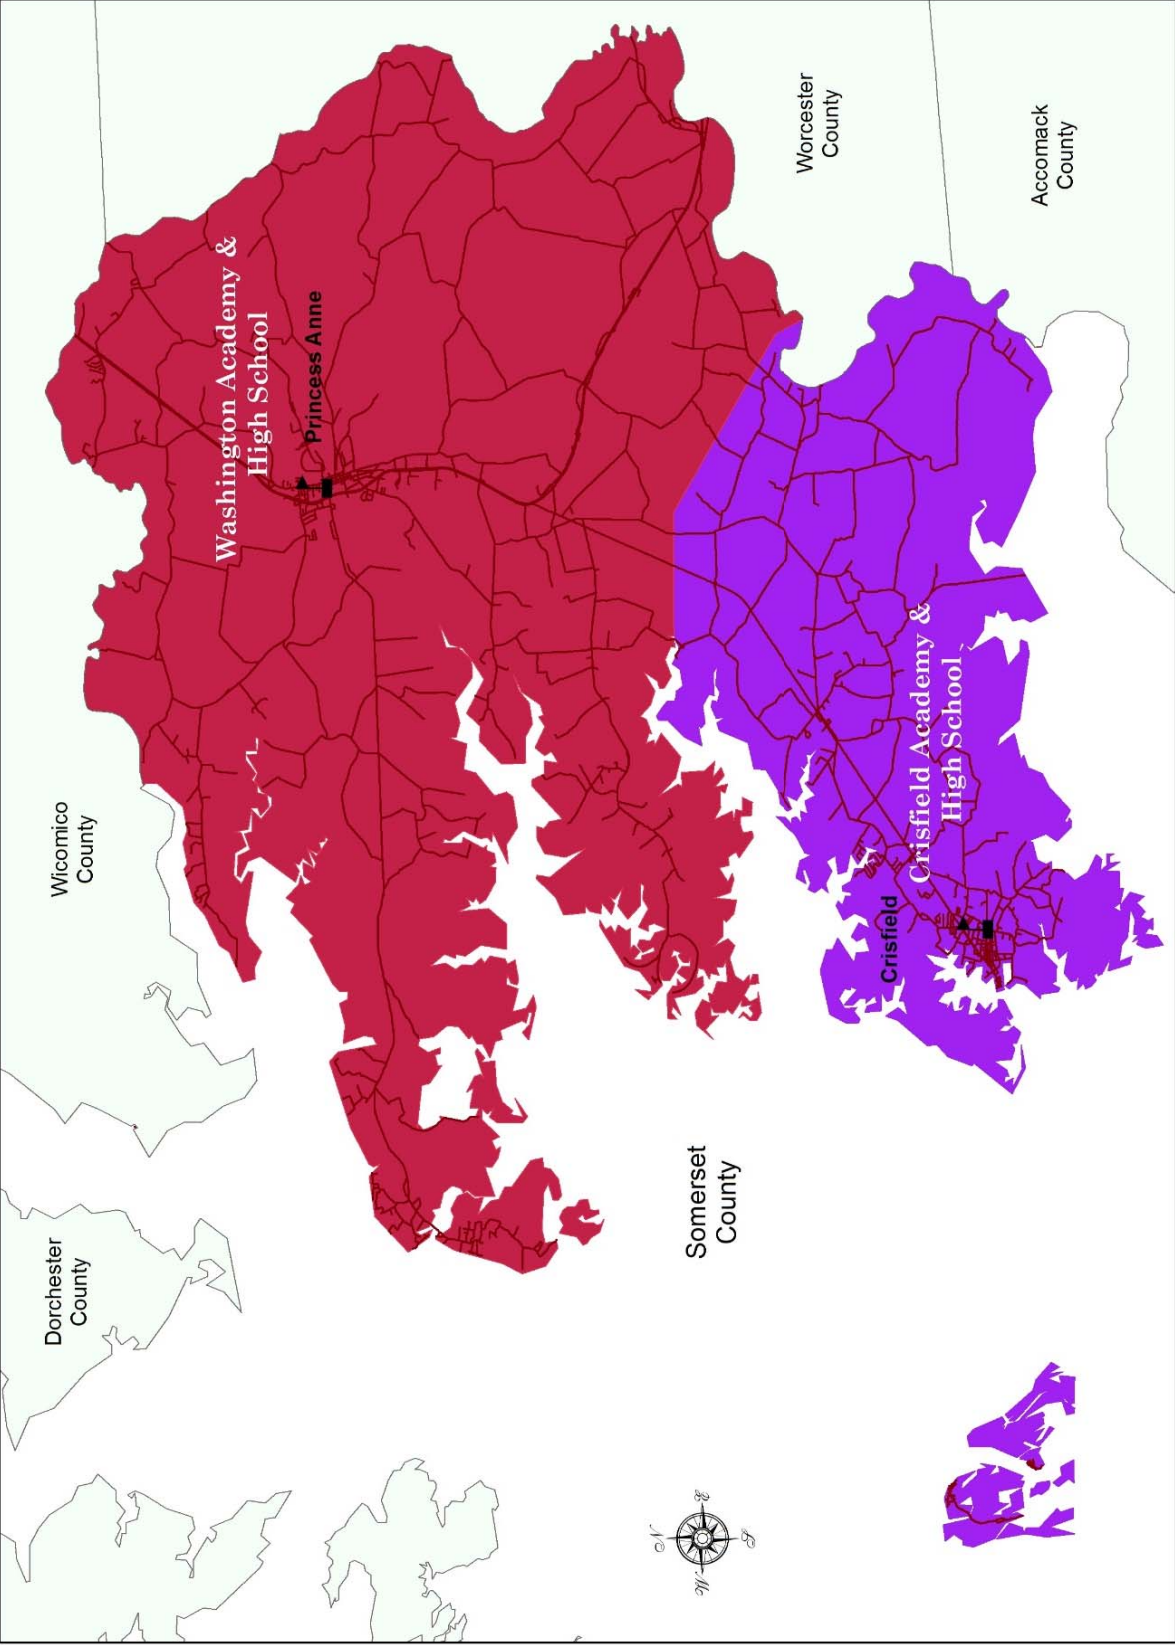 Dorchester
County
Wicomico
County
Washington Academy &
High School
Princess Anne
Worcester
County
Accomack
County
Somerset
County
Crisfield
Crisfield Academy &
High School
N
E
S
W